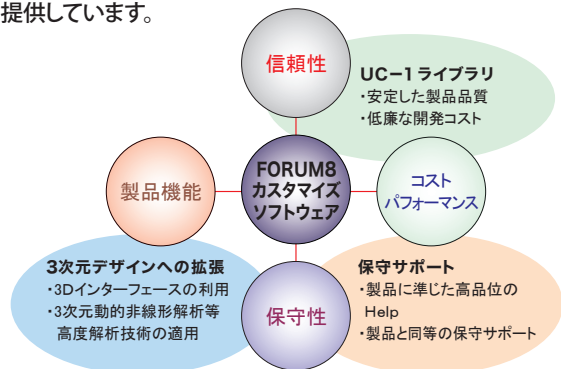 提供しています。
信頼性
UC−1 ライブラリ
・安定した製品品質
・低廉な開発コスト
製品機能
FORUM8
カスタマイズ
ソフトウェア
コスト
パフォーマンス
3次元デザインへの拡張
・3Dインターフェースの利用
・3次元動的非線形解析等
高度解析技術の適用
保守性
保守サポート
・製品に準じた高品位の
Help
・製品と同等の保守サポート